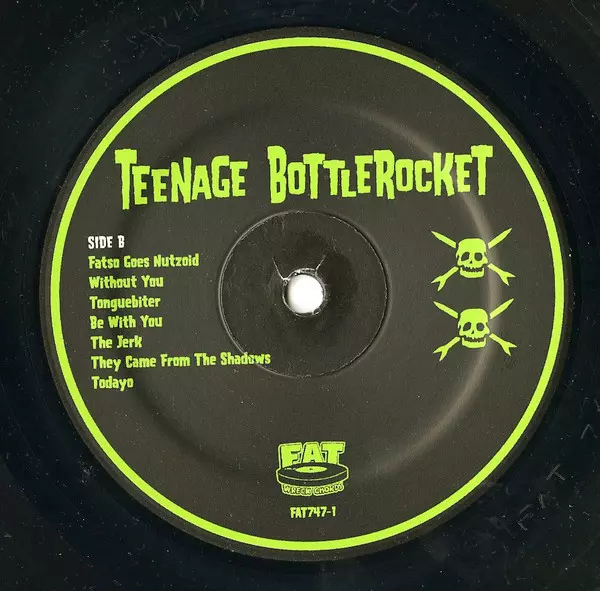 TEENAGE BOTTLEROCKET
SIDE B
Fatso Goes Nutzoid
Without You
Tonguebiter
Be With You
The Jerk
They Came From The Shadows
Todayo
FAT
WRECK CHORDS
FAT747-1